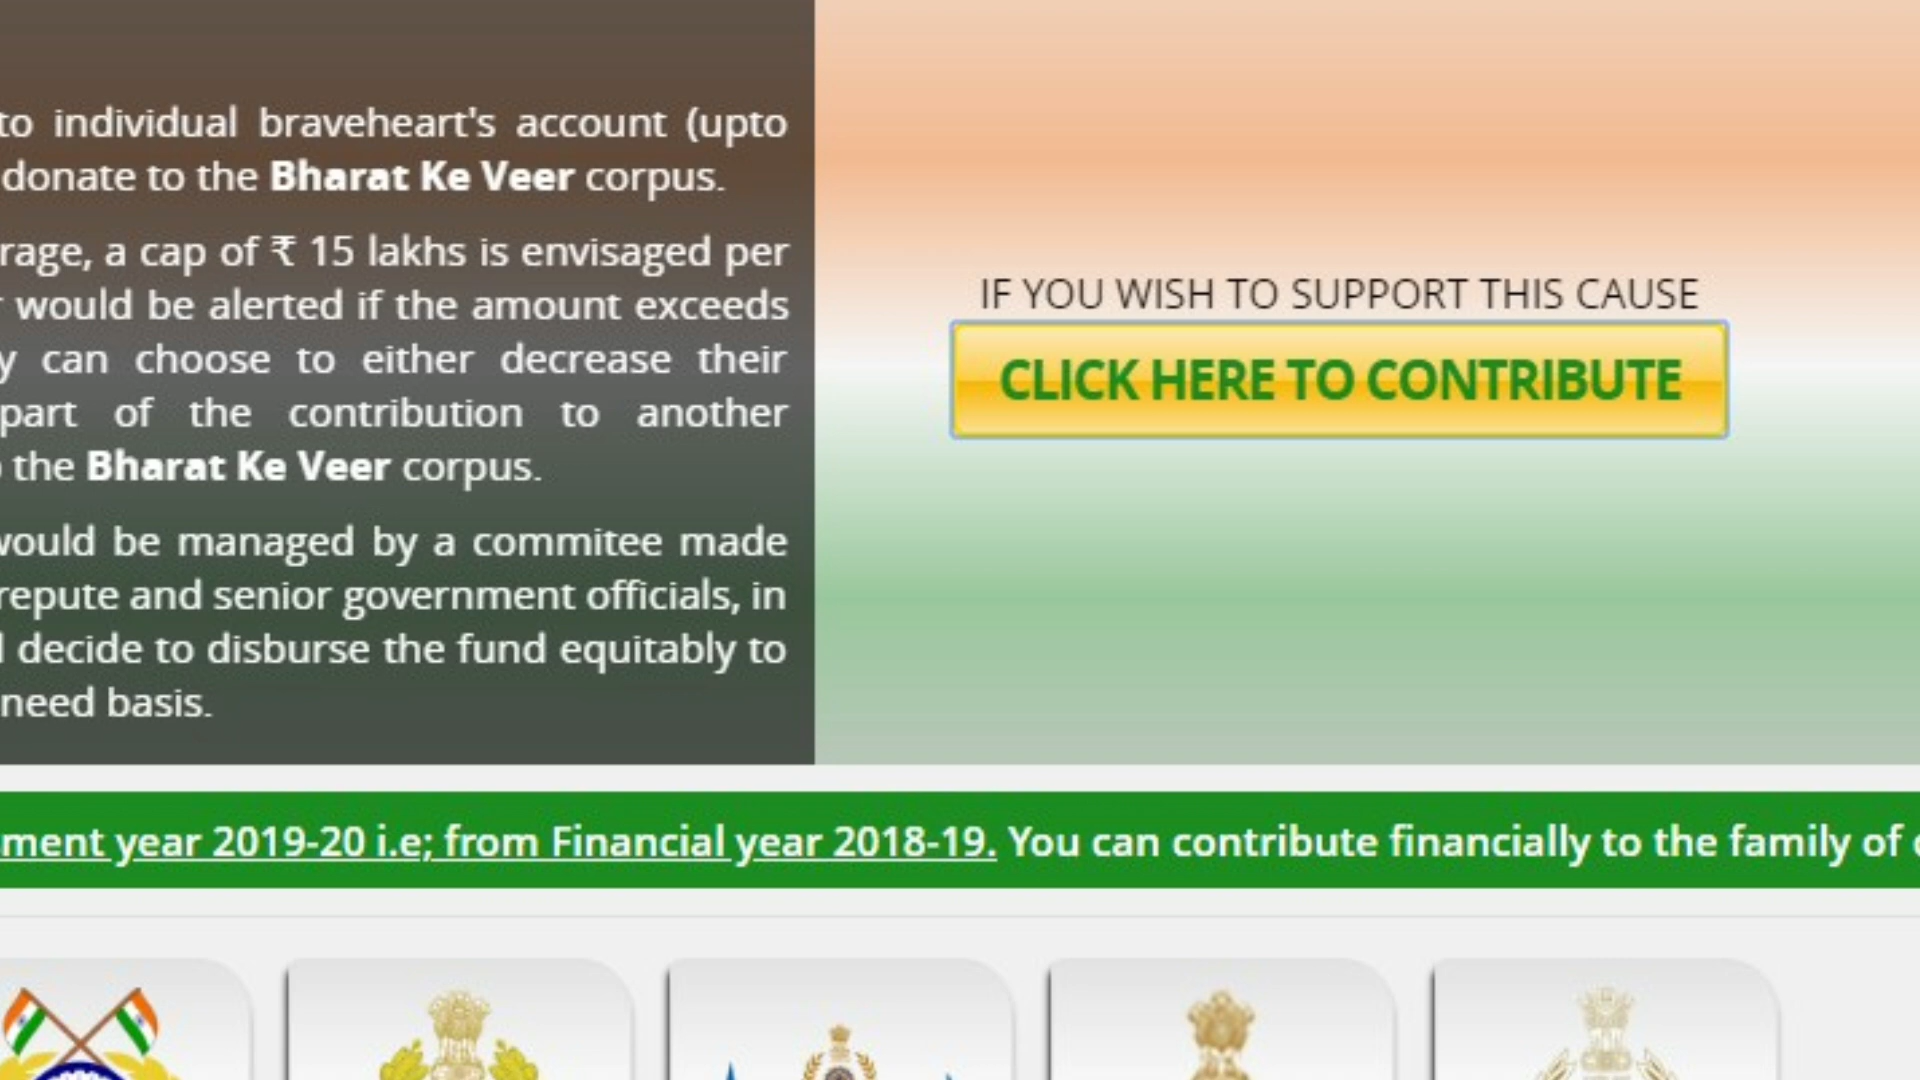 to individual braveheart's account (upto
donate to the Bharat Ke Veer corpus.
rage, a cap of ₹ 15 lakhs is envisaged per
would be alerted if the amount exceeds
y can choose to either decrease their
part of the contribution to another
the Bharat Ke Veer corpus.
would be managed by a commitee made
repute and senior government officials, in
decide to disburse the fund equitably to
need basis.
IF YOU WISH TO SUPPORT THIS CAUSE
CLICK HERE TO CONTRIBUTE
ment year 2019-20 i.e; from Financial year 2018-19. You can contribute financially to the family of